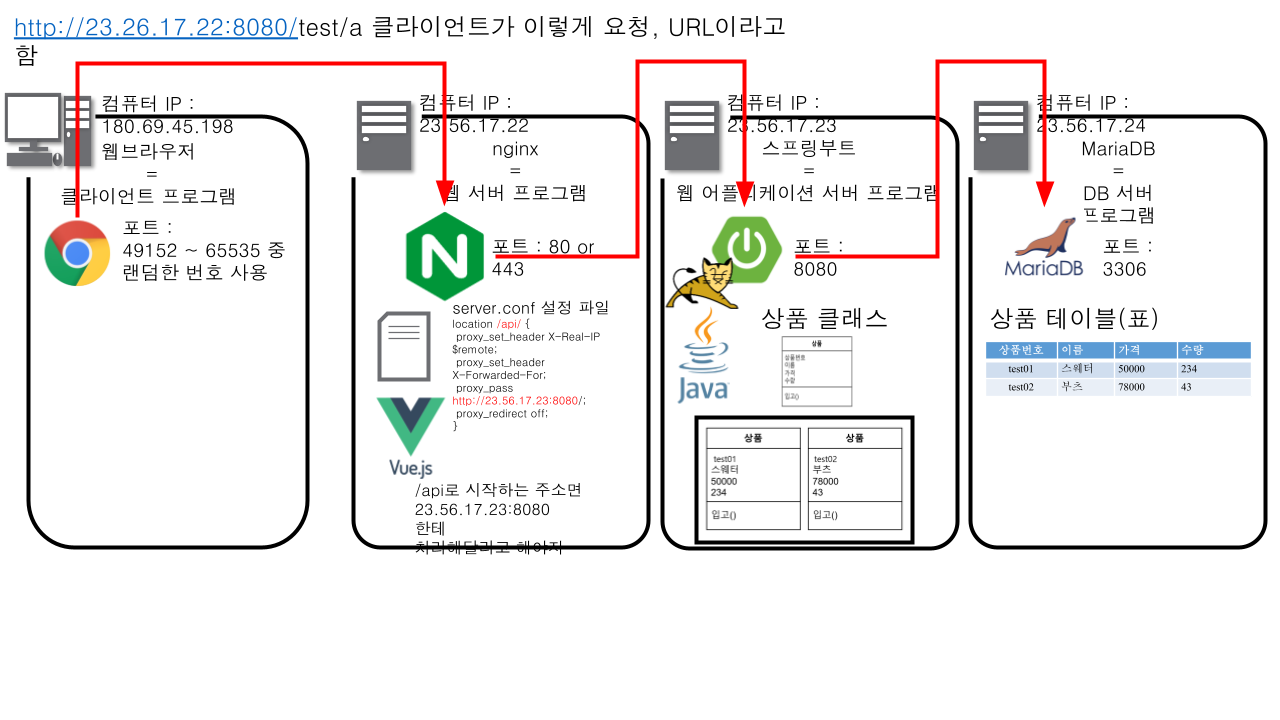 http://23.26.17.22:8080/test/a 클라이언트가 이렇게 요청, URL이라고
함
컴퓨터 IP :
180.69.45.198
웹브라우저
=
클라이언트 프로그램
포트 :
49152 ~ 65535 중
랜덤한 번호 사용
컴퓨터 IP :
23.56.17.22
nginx
=
웹 서버 프로그램
포트 : 80 or
443
server.conf 설정 파일
location /api/ {
proxy_set_header X-Real-IP
$remote;
proxy_set_header
X-Forwarded-For;
proxy_pass
http://23.56.17.23:8080/;
proxy_redirect off;
}
Vue.js
/api로 시작하는 주소면
23.56.17.23:8080
한테
처리해달라고 해야지
컴퓨터 IP :
23.56.17.23
스프링부트
=
웹 어플리케이션 서버 프로그램
포트 :
8080
Java
상품 클래스
상품
상품번호
이름
가격
수량
입고()
상품
test01
스웨터
50000
234
입고()
상품
test02
부츠
78000
43
입고()
컴퓨터 IP :
23.56.17.24
MariaDB
=
DB 서버
프로그램
MariaDB
포트 :
3306
상품 테이블(표)
상품번호 이름 가격 수량
test01 스웨터 50000 234
test02 부츠 78000 43